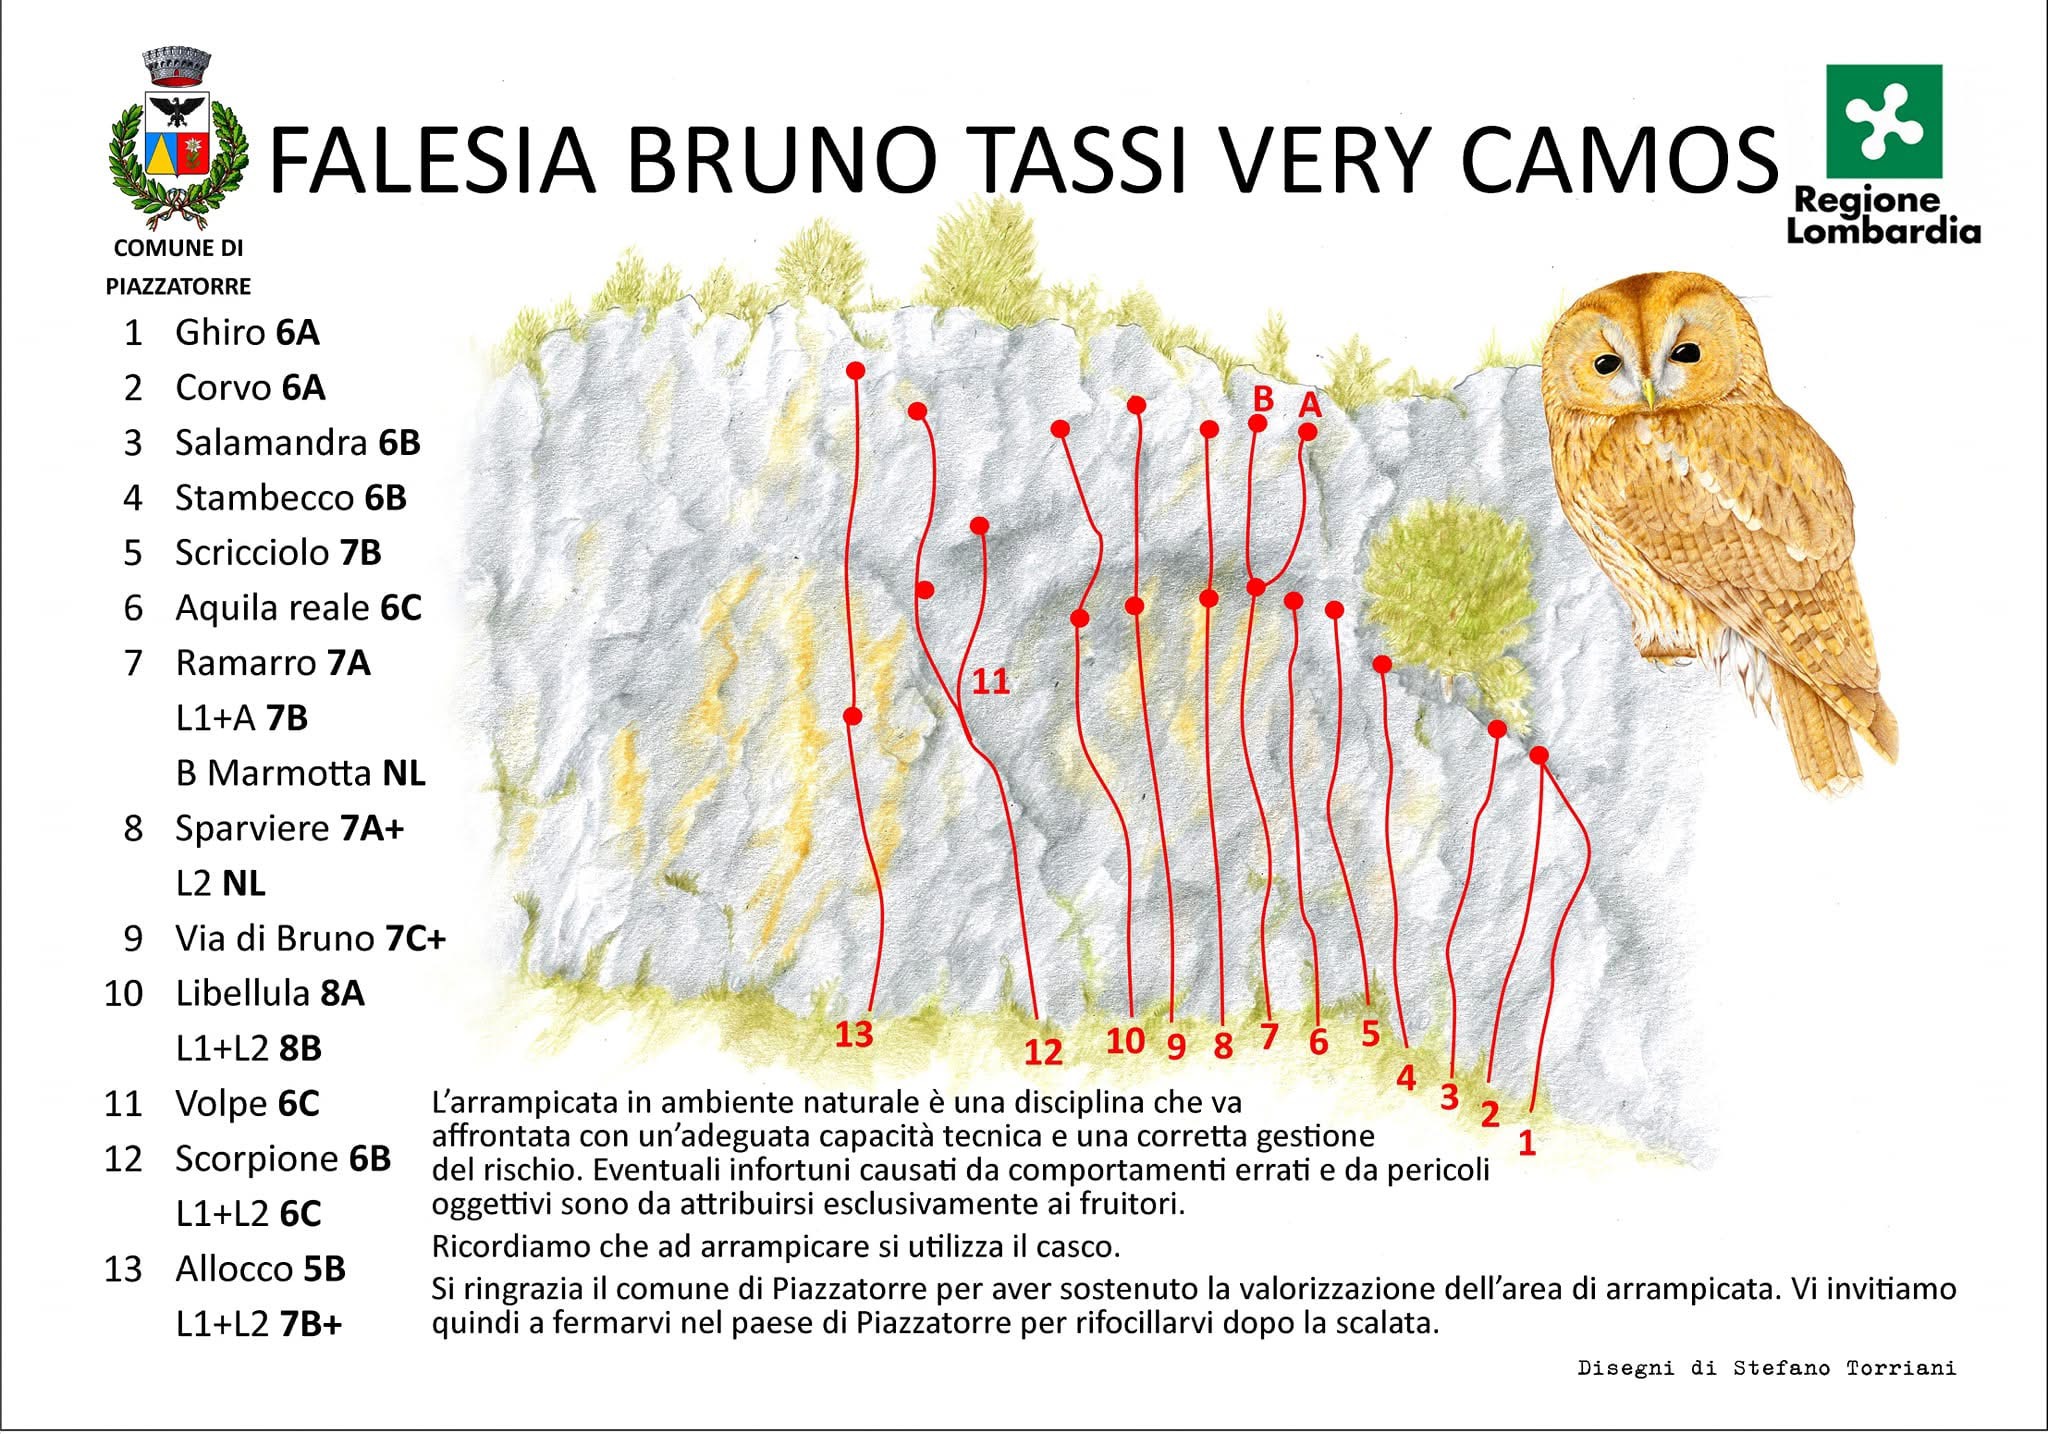 FALESIA BRUNO TASSI VERY CAMOS
COMUNE DI
PIAZZATORRE
Regione
Lombardia
1 Ghiro 6A
2 Corvo 6A
3 Salamandra 6B
4 Stambecco 6B
5 Scricciolo 7B
6 Aquila reale 6C
7 Ramarro 7A
L1+A 7B
B Marmotta NL
8 Sparviere 7A+
L2 NL
9 Via di Bruno 7C+
10 Libellula 8A
L1+L2 8B
11 Volpe 6C
12 Scorpione 6B
L1+L2 6C
13 Allocco 5B
L1+L2 7B+
B A
11
13 12 10 9 8 7 6 5 4 3 2 1
L’arrampicata in ambiente naturale è una disciplina che va
affrontata con un’adeguata capacità tecnica e una corretta gestione
del rischio. Eventuali infortuni causati da comportamenti errati e da pericoli
oggettivi sono da attribuirsi esclusivamente ai fruitori.
Ricordiamo che ad arrampicare si utilizza il casco.
Si ringrazia il comune di Piazzatorre per aver sostenuto la valorizzazione dell’area di arrampicata. Vi invitiamo
quindi a fermarvi nel paese di Piazzatorre per rifocillarvi dopo la scalata.
Disegni di Stefano Torriani